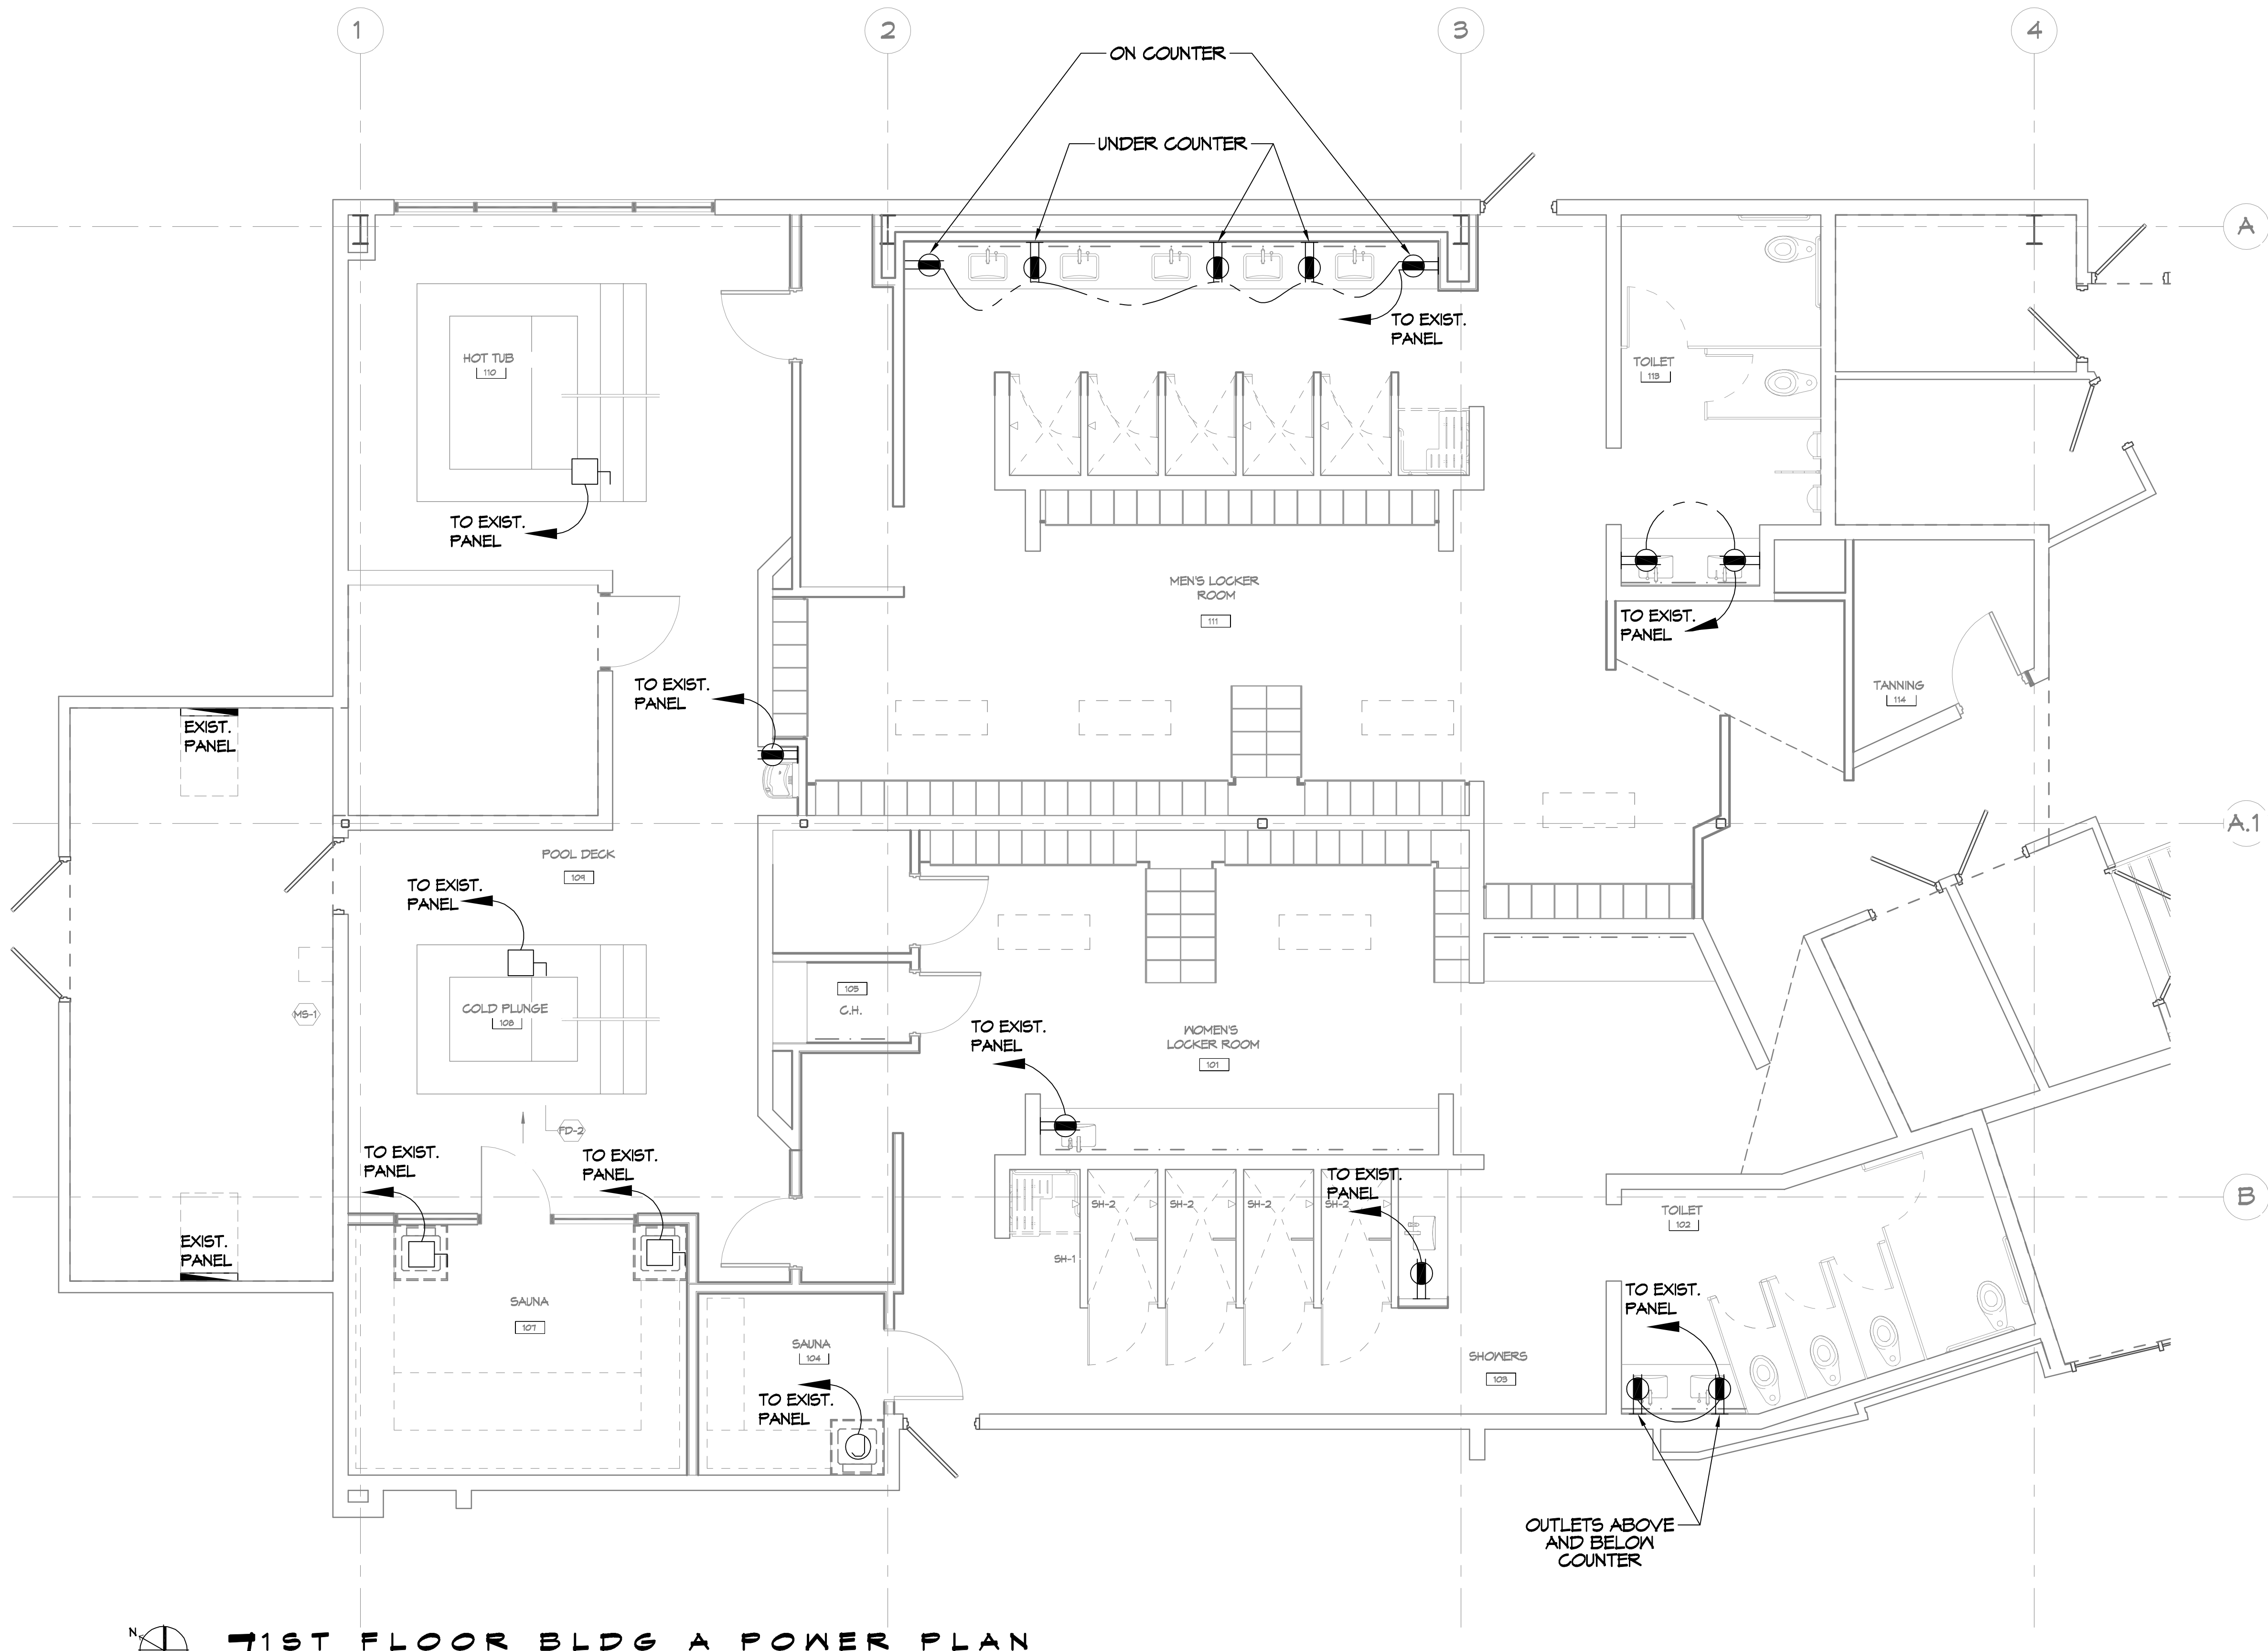 1
2
3
4
ON COUNTER
UNDER COUNTER
A
TO EXIST.
PANEL
HOT TUB
110
TOILET
113
TO EXIST.
PANEL
MEN'S LOCKER
ROOM
111
TO EXIST.
PANEL
TO EXIST.
PANEL
TANNING
114
EXIST.
PANEL
A.1
POOL DECK
109
TO EXIST.
PANEL
105
C.H.
COLD PLUNGE
108
MS-1
TO EXIST.
PANEL
WOMEN'S
LOCKER ROOM
101
FD-2
TO EXIST.
PANEL
TO EXIST.
PANEL
TO EXIST.
PANEL
B
SH-2
SH-2
SH-2
SH-2
TOILET
102
EXIST.
PANEL
SH-1
SAUNA
107
TO EXIST.
PANEL
SAUNA
104
SHOWERS
103
TO EXIST.
PANEL
J
OUTLETS ABOVE
AND BELOW
COUNTER
N
1ST FLOOR BLDG A POWER PLAN